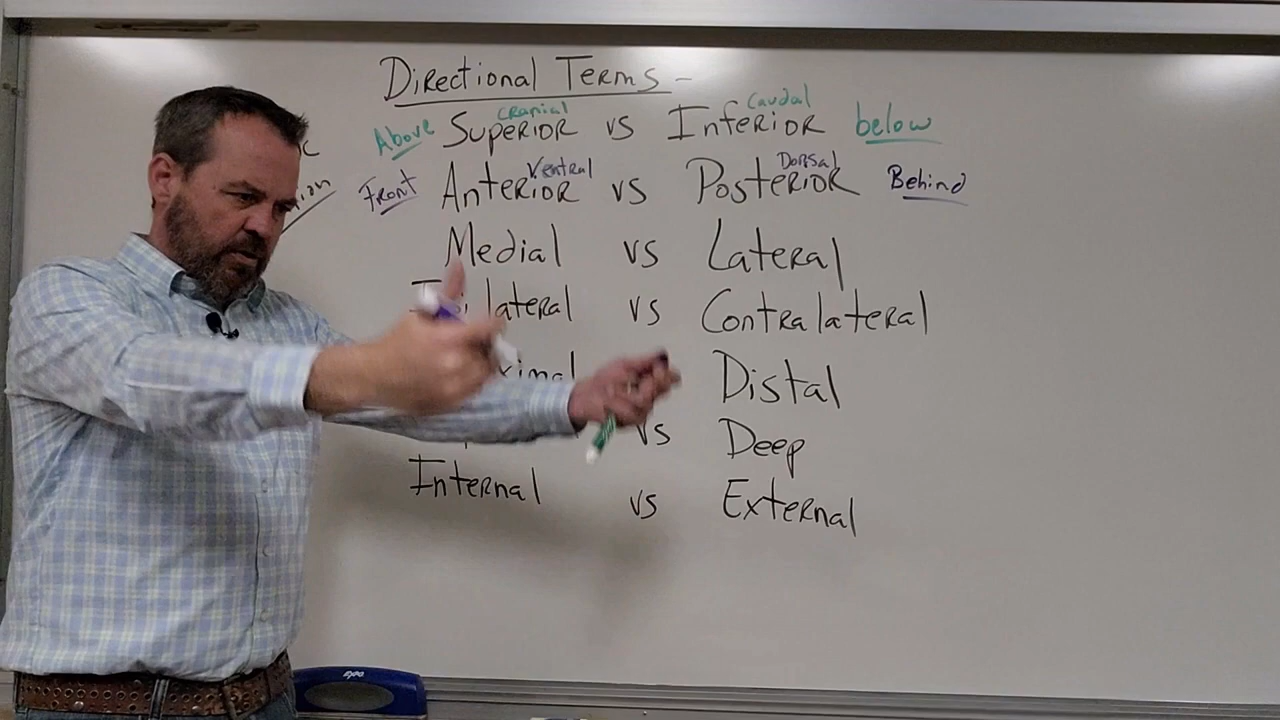 Directional Terms -
cranial Caudal
Above Superior vs Inferior below
Ventral Dorsal
Front Anterior vs Posterior Behind
Medial vs Lateral
lateral vs Contralateral
Distal
vs Deep
Internal vs External
EXPO